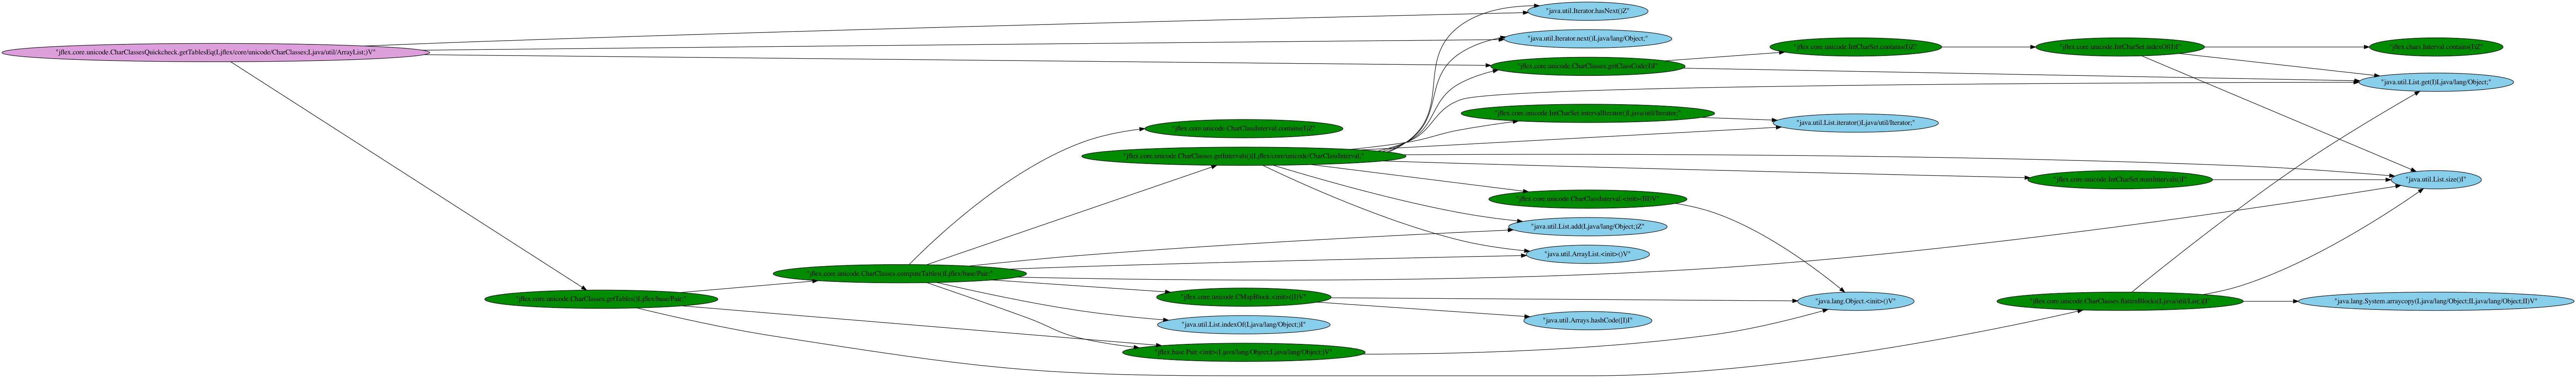 "java.util.Iterator.hasNext()Z"
"java.util.Iterator.next()Ljava/lang/Object;"
"jflex.core.unicode.IntCharSet.contains(I)Z"
"jflex.core.unicode.IntCharSet.indexOf(I)I"
"jflex.chars.Interval.contains(I)Z"
"jflex.core.unicode.CharClassesQuickcheck.getTablesEq(Ljflex/core/unicode/CharClasses;Ljava/util/ArrayList;)V"
"jflex.core.unicode.CharClasses.getClassCode(I)I"
"java.util.List.get(I)Ljava/lang/Object;"
"jflex.core.unicode.IntCharSet.intervalIterator()Ljava/util/Iterator;"
"java.util.List.iterator()Ljava/util/Iterator;"
"jflex.core.unicode.CharClassInterval.contains(I)Z"
"jflex.core.unicode.CharClasses.getIntervals()[Ljflex/core/unicode/CharClassInterval;"
"jflex.core.unicode.IntCharSet.numIntervals()I"
"java.util.List.size()I"
"jflex.core.unicode.CharClassInterval.<init>(III)V"
"java.util.List.add(Ljava/lang/Object;)Z"
"java.util.ArrayList.<init>()V"
"jflex.core.unicode.CharClasses.computeTables()Ljflex/base/Pair;"
"jflex.core.unicode.CharClasses.getTables()Ljflex/base/Pair;"
"jflex.core.unicode.CMapBlock.<init>([I)V"
"java.lang.Object.<init>()V"
"jflex.core.unicode.CharClasses.flattenBlocks(Ljava/util/List;)[I"
"java.lang.System.arraycopy(Ljava/lang/Object;ILjava/lang/Object;II)V"
"java.util.List.indexOf(Ljava/lang/Object;)I"
"java.util.Arrays.hashCode([I)I"
"jflex.base.Pair.<init>(Ljava/lang/Object;Ljava/lang/Object;)V"